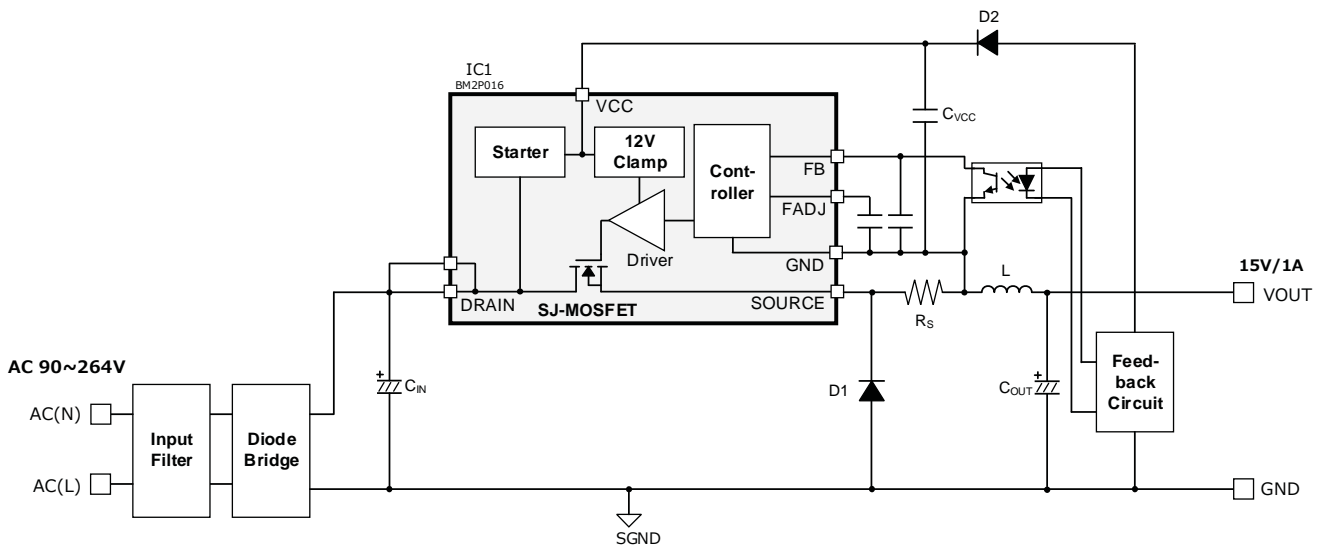 D2
IC1
BM2P016
VCC
CVCC
Starter
12V
Clamp
Cont-
roller
FB
FADJ
GND
Driver
DRAIN
SJ-MOSFET
SOURCE
RS
L
15V/1A
VOUT
AC 90~264V
AC(N)
AC(L)
Input
Filter
Diode
Bridge
CIN
D1
COUT
Feed-
back
Circuit
GND
SGND